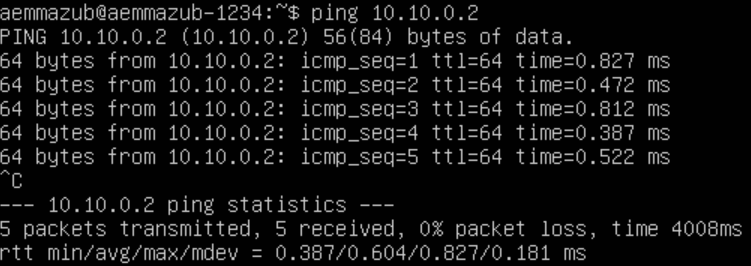 aemmazub@aemmazub-1234:~$ ping 10.10.0.2
PING 10.10.0.2 (10.10.0.2) 56(84) bytes of data.
64 bytes from 10.10.0.2: icmp_seq=1 ttl=64 time=0.827 ms
64 bytes from 10.10.0.2: icmp_seq=2 ttl=64 time=0.472 ms
64 bytes from 10.10.0.2: icmp_seq=3 ttl=64 time=0.812 ms
64 bytes from 10.10.0.2: icmp_seq=4 ttl=64 time=0.387 ms
64 bytes from 10.10.0.2: icmp_seq=5 ttl=64 time=0.522 ms
^C
--- 10.10.0.2 ping statistics ---
5 packets transmitted, 5 received, 0% packet loss, time 4008ms
rtt min/avg/max/mdev = 0.387/0.604/0.827/0.181 ms